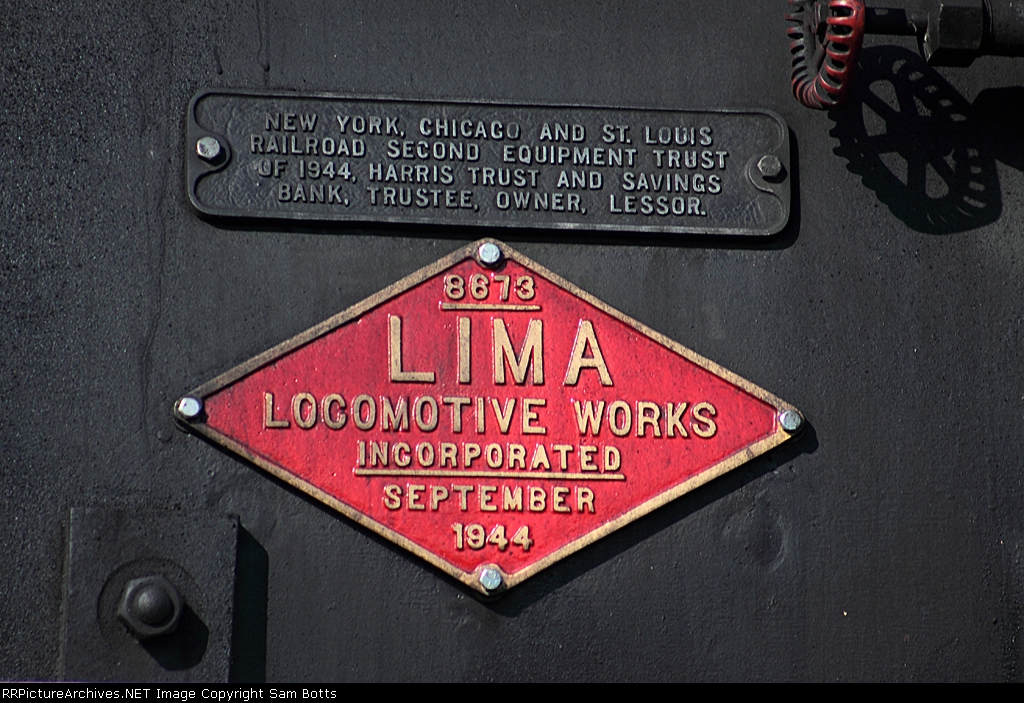 NEW YORK, CHICAGO AND ST. LOUIS
RAILROAD SECOND EQUIPMENT TRUST
OF 1944, HARRIS TRUST AND SAVINGS
BANK, TRUSTEE, OWNER, LESSOR.
8673
LIMA
LOCOMOTIVE WORKS
INCORPORATED
SEPTEMBER
1944
RRPictureArchives.NET Image Copyright Sam Botts